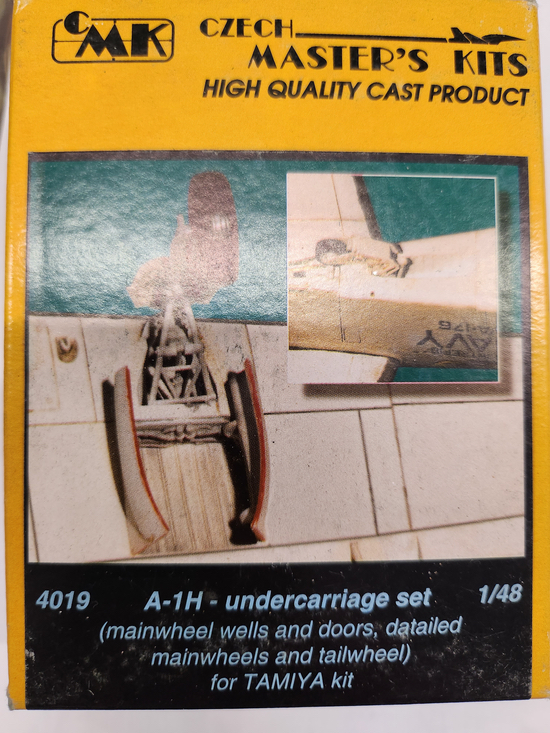 CMK
CZECH
MASTER'S KITS
HIGH QUALITY CAST PRODUCT
4019 A-1H - undercarriage set 1/48
(mainwheel wells and doors, datailed
mainwheels and tailwheel)
for TAMIYA kit